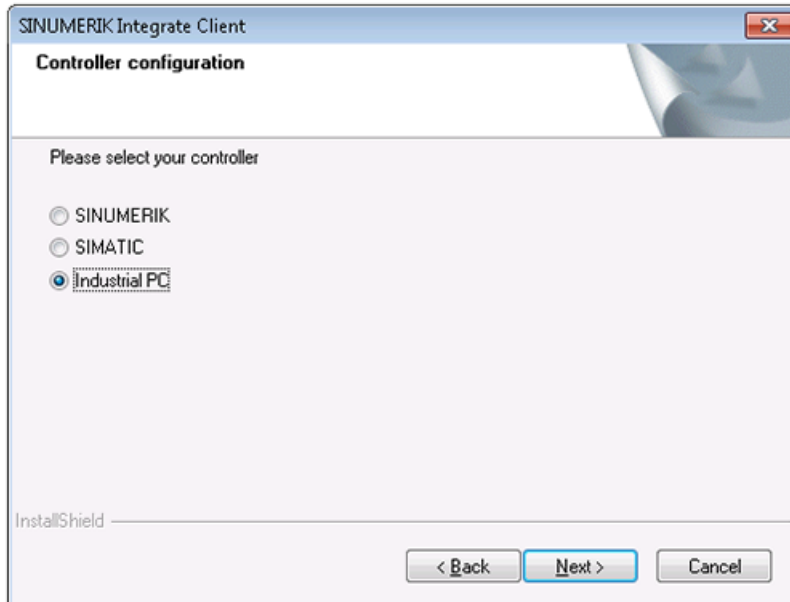 SINUMERIK Integrate Client
Controller configuration
Please select your controller
SINUMERIK
SIMATIC
Industrial PC
InstallShield
< Back
Next >
Cancel